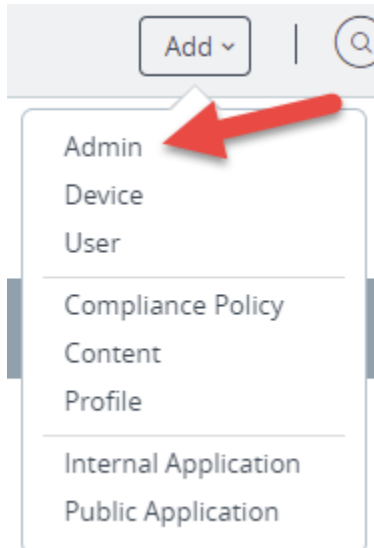 Add
Admin
Device
User
Compliance Policy
Content
Profile
Internal Application
Public Application